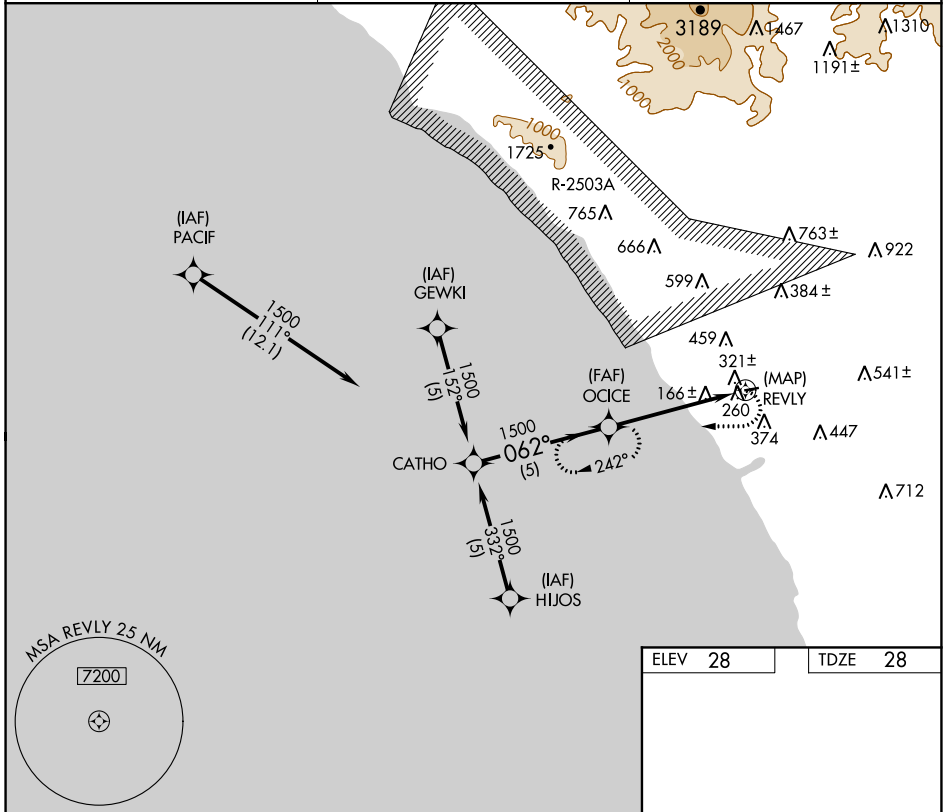 3189
1467
1310
1191±
2000
1000
1000
1725
R-2503A
765
666
763±
922
599
384±
(IAF)
PACIF
1500
111°
(12.1)
(IAF)
GEWKI
1500
152°
(5)
459
321±
(MAP)
REVLY
541±
166±
260
374
447
(FAF)
OCICE
1500
062°
(5)
242°
CATHO
712
1500
332°
(5)
(IAF)
HIJOS
MSA REVLY 25 NM
7200
ELEV 28
TDZE 28